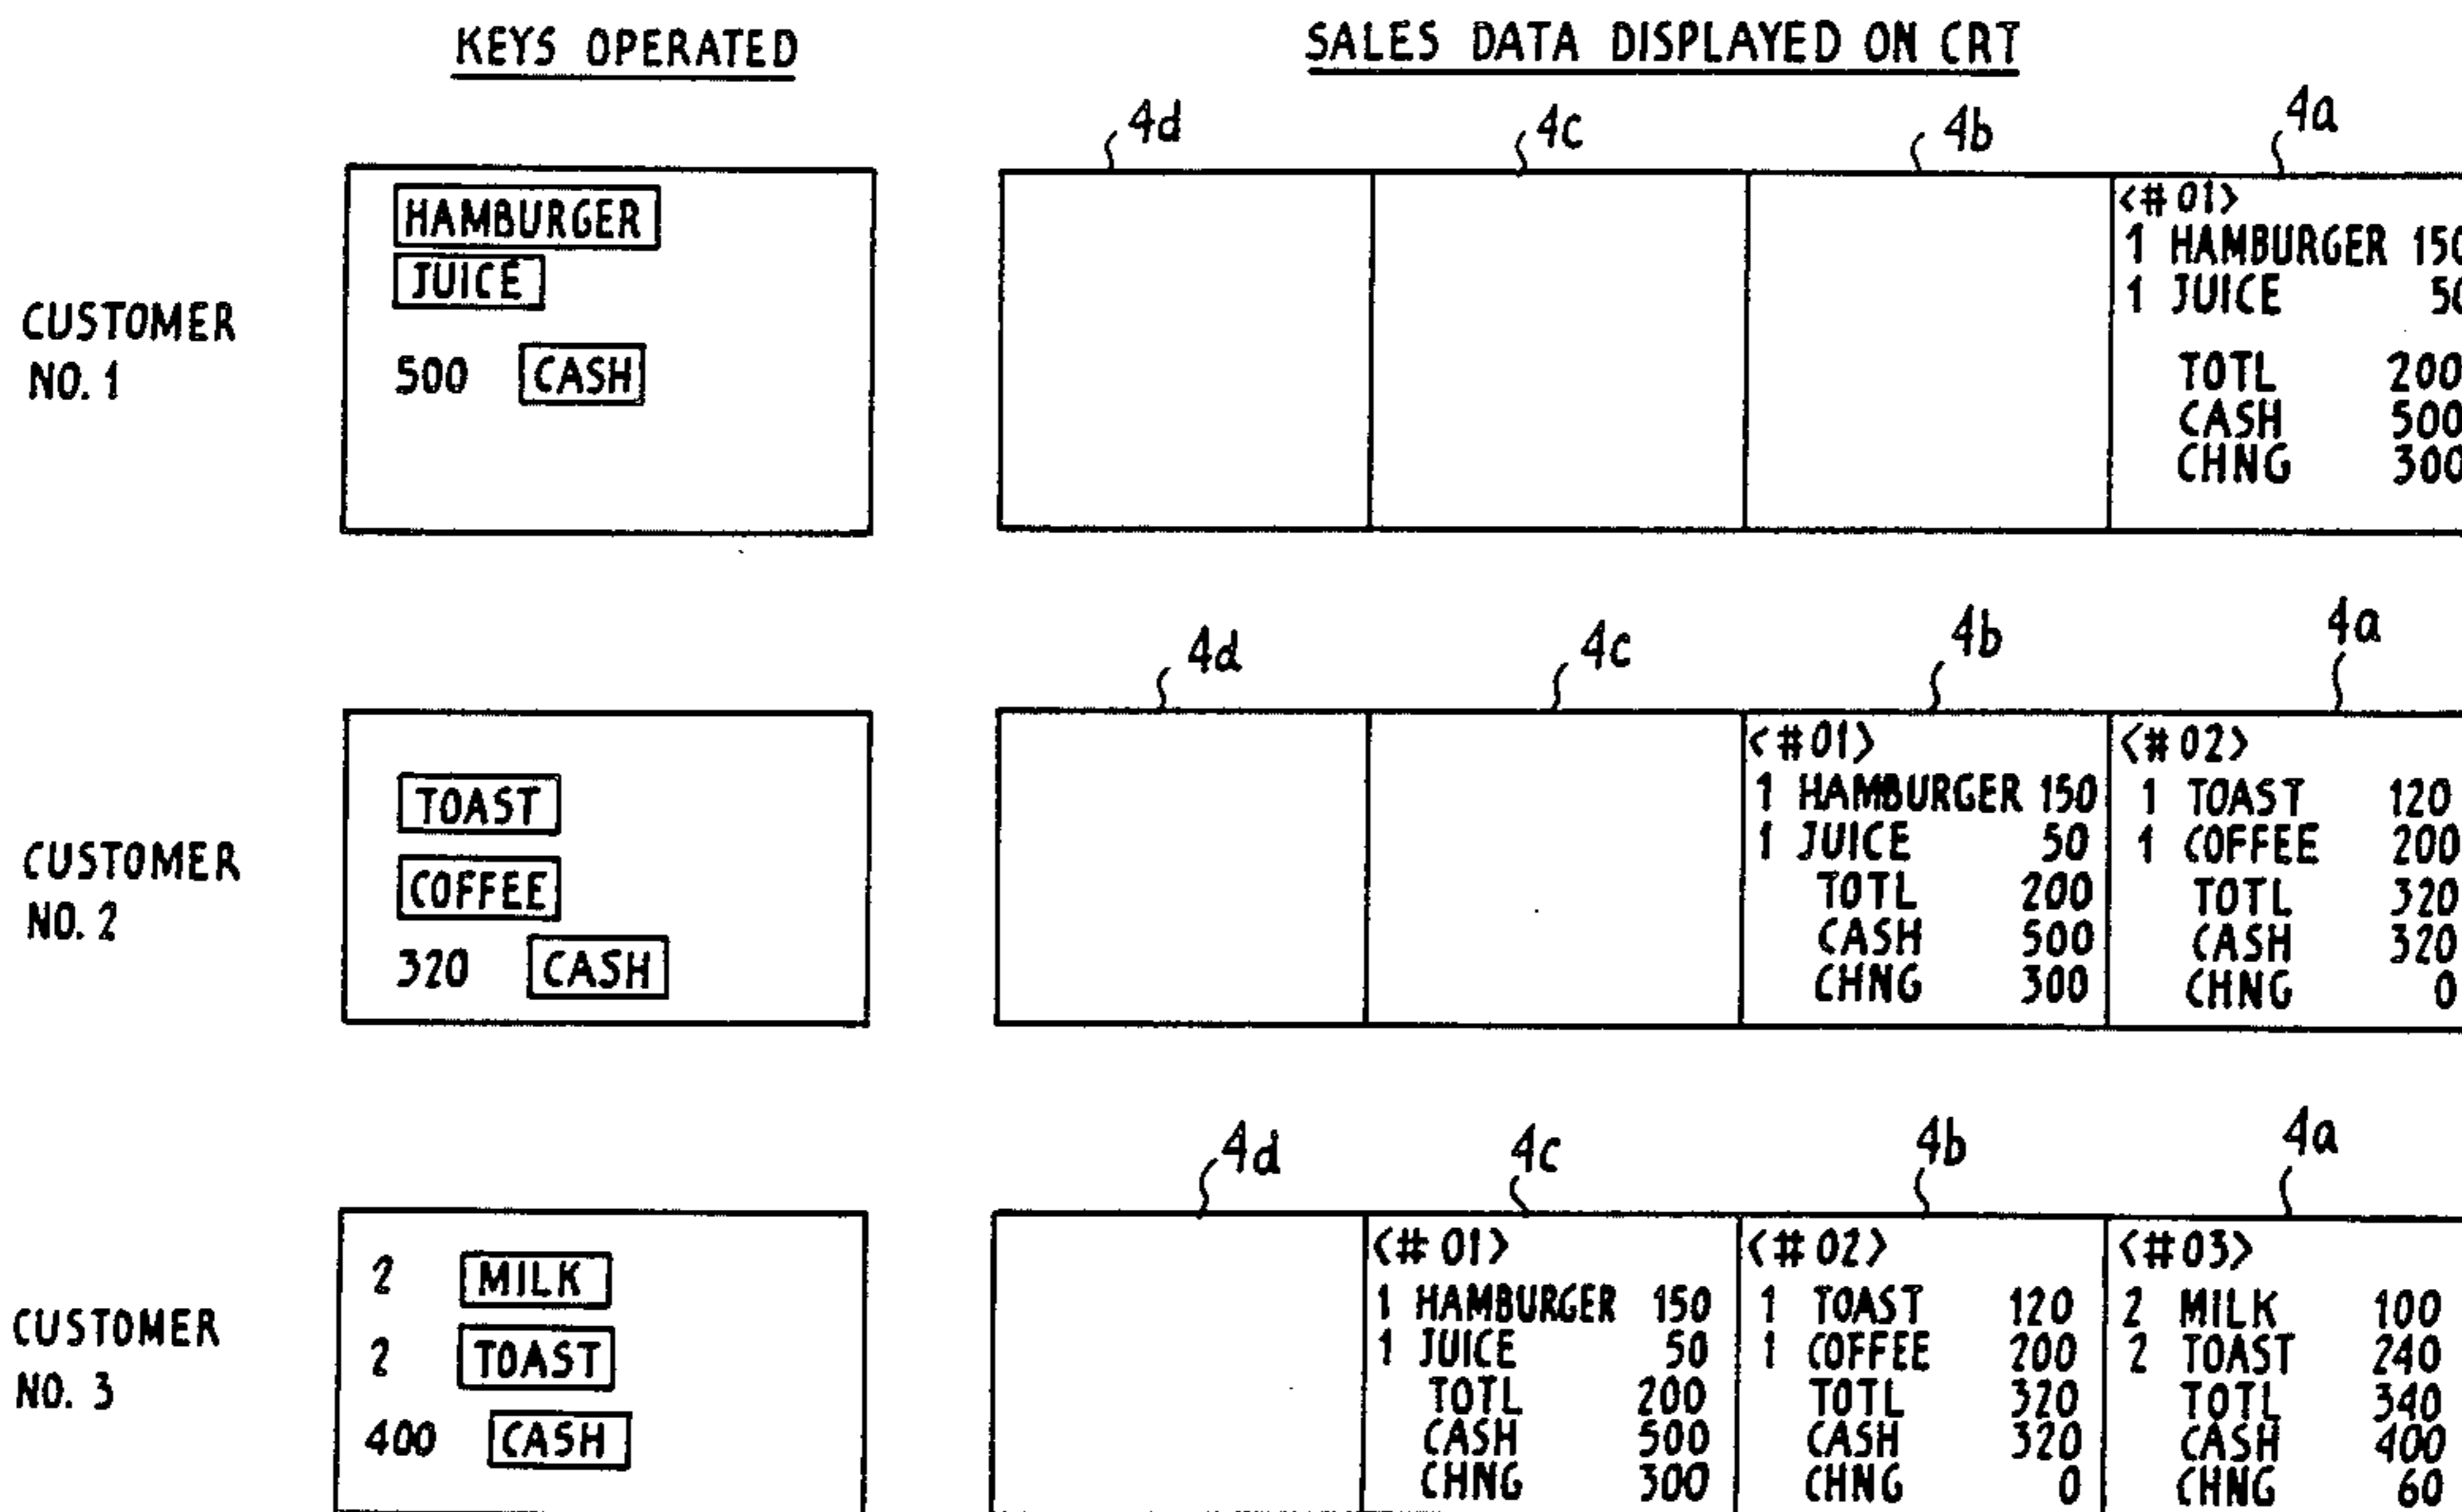 KEYS OPERATED
SALES DATA DISPLAYED ON CRT
4d 4c 4b 4a
CUSTOMER
NO. 1
HAMBURGER
JUICE
500 CASH
<#01>
1 HAMBURGER 150
1 JUICE 50
TOTL 200
CASH 500
CHNG 300
4d 4c 4b 4a
CUSTOMER
NO. 2
TOAST
COFFEE
320 CASH
<#01>
1 HAMBURGER 150
1 JUICE 50
TOTL 200
CASH 500
CHNG 300
<#02>
1 TOAST 120
1 COFFEE 200
TOTL 320
CASH 320
CHNG 0
4d 4c 4b 4a
CUSTOMER
NO. 3
2 MILK
2 TOAST
400 CASH
<#01>
1 HAMBURGER 150
1 JUICE 50
TOTL 200
CASH 500
CHNG 300
<#02>
1 TOAST 120
1 COFFEE 200
TOTL 320
CASH 320
CHNG 0
<#03>
2 MILK 100
2 TOAST 240
TOTL 340
CASH 400
CHNG 60